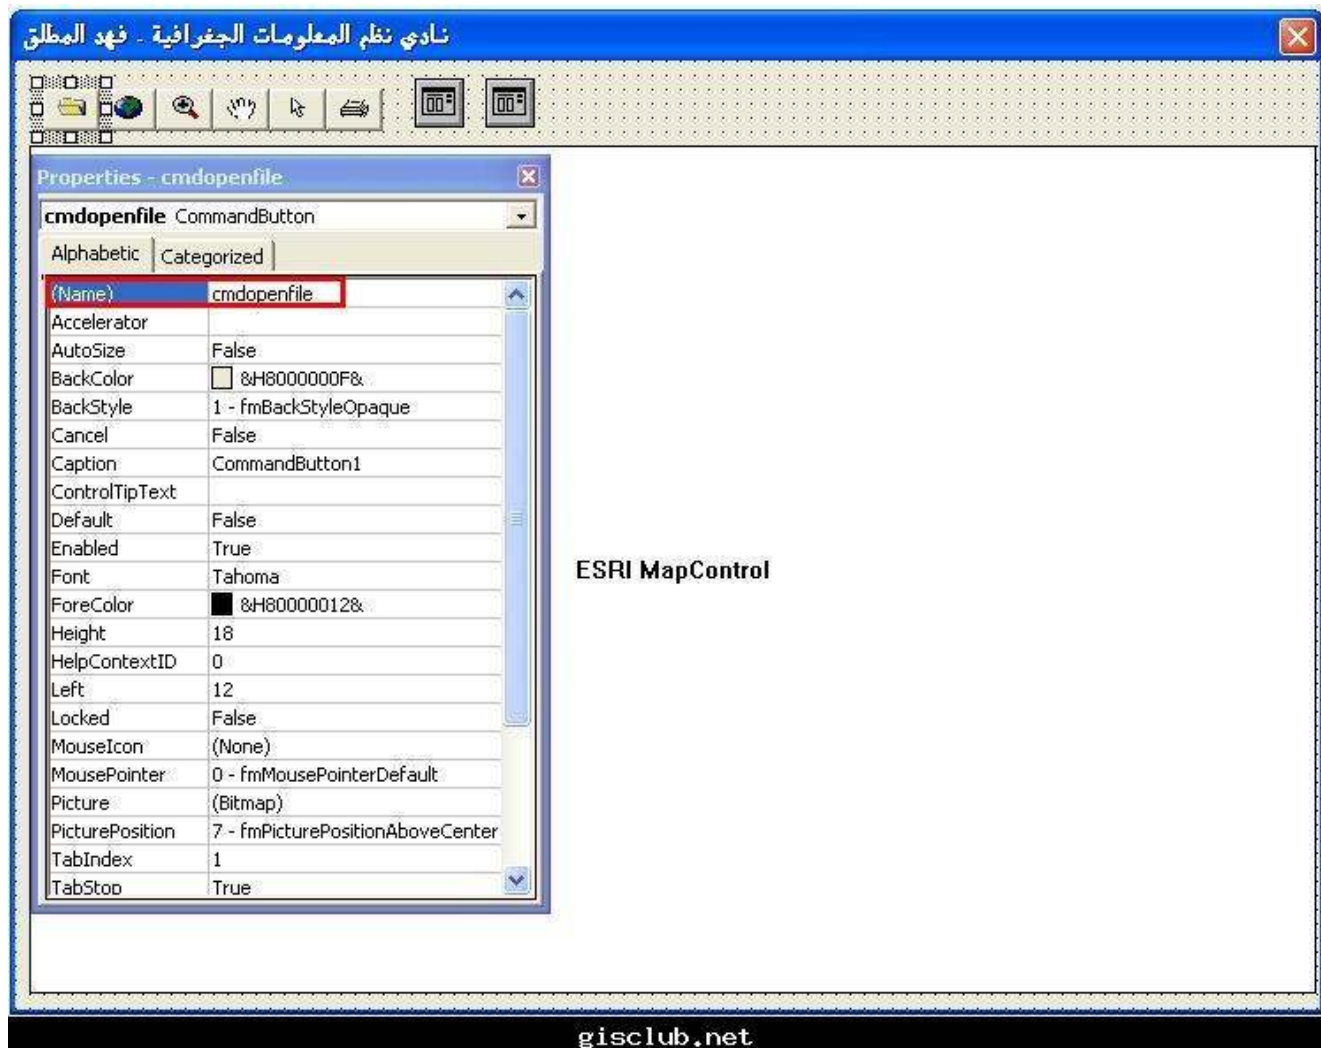 نادي نظم المعلومات الجغرافية - فهد المطلق
Properties - cmdopenfile
cmdopenfile CommandButton
Alphabetic Categorized
(Name) cmdopenfile
Accelerator
AutoSize False
BackColor &H8000000F&
BackStyle 1 - fmBackStyleOpaque
Cancel False
Caption CommandButton1
ControlTipText
Default False
Enabled True
Font Tahoma
ForeColor &H80000012&
Height 18
HelpContextID 0
Left 12
Locked False
MouseIcon (None)
MousePointer 0 - fmMousePointerDefault
Picture (Bitmap)
PicturePosition 7 - fmPicturePositionAboveCenter
TabIndex 1
TabStop True
ESRI MapControl
gisclub.net